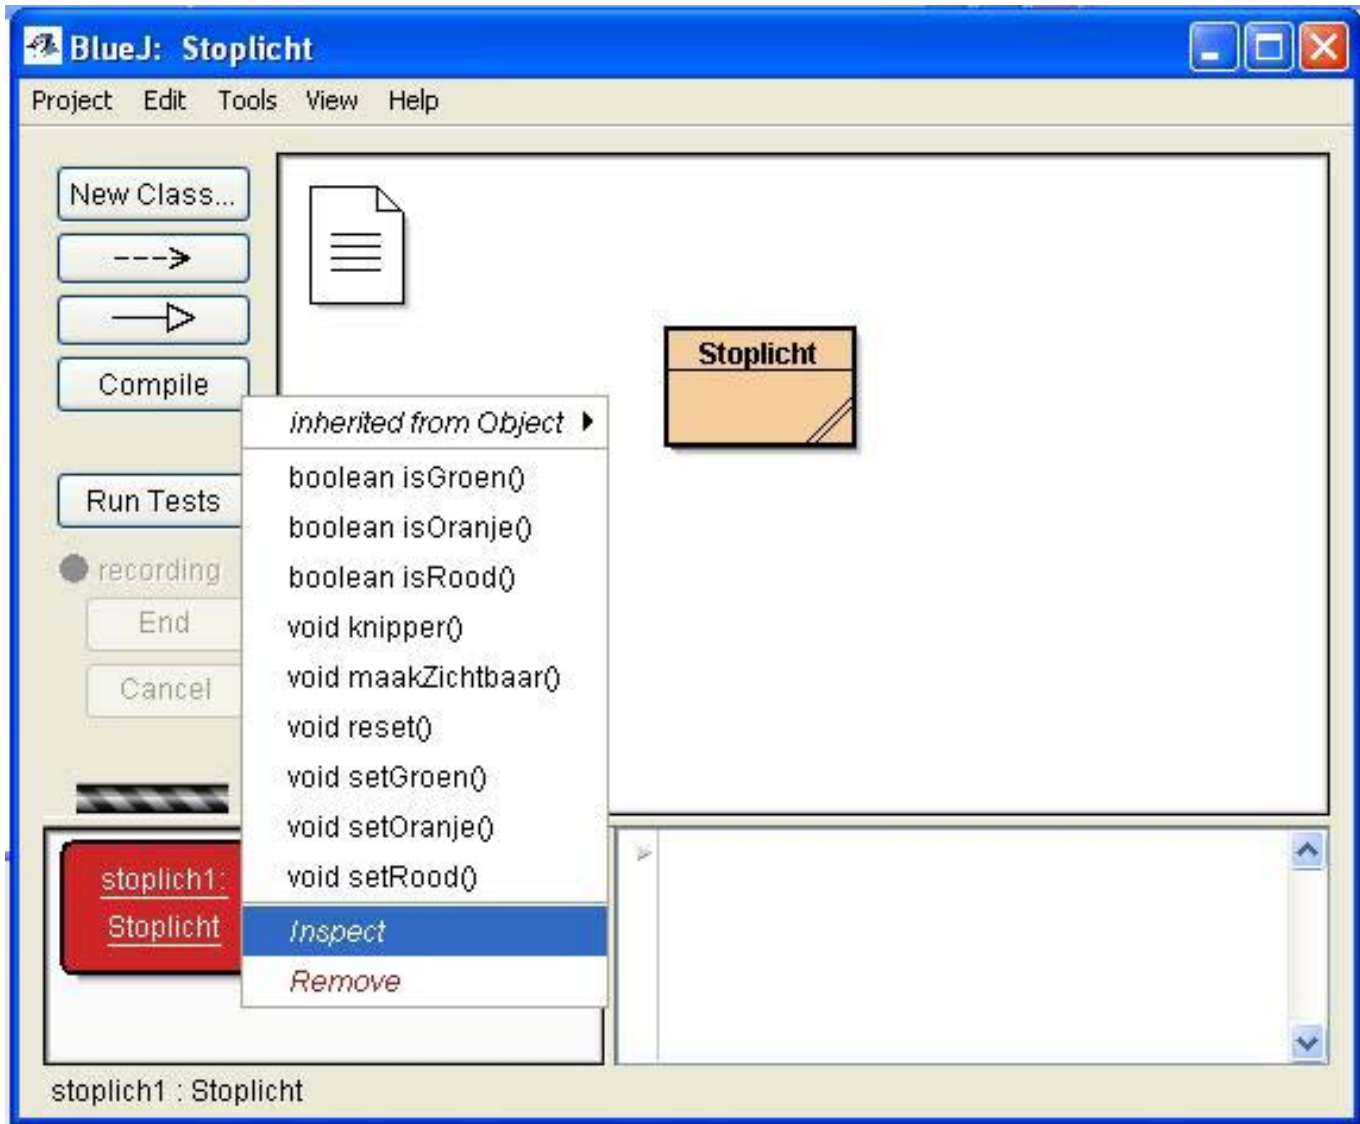 BlueJ: Stoplicht
Project Edit Tools View Help
New Class...
Compile
Run Tests
recording
End
Cancel
Stoplicht
inherited from Object
boolean isGroen()
boolean isOranje()
boolean isRood()
void knipper()
void maakZichtbaar()
void reset()
void setGroen()
void setOranje()
void setRood()
Inspect
Remove
stoplich1:
Stoplicht
stoplich1 : Stoplicht